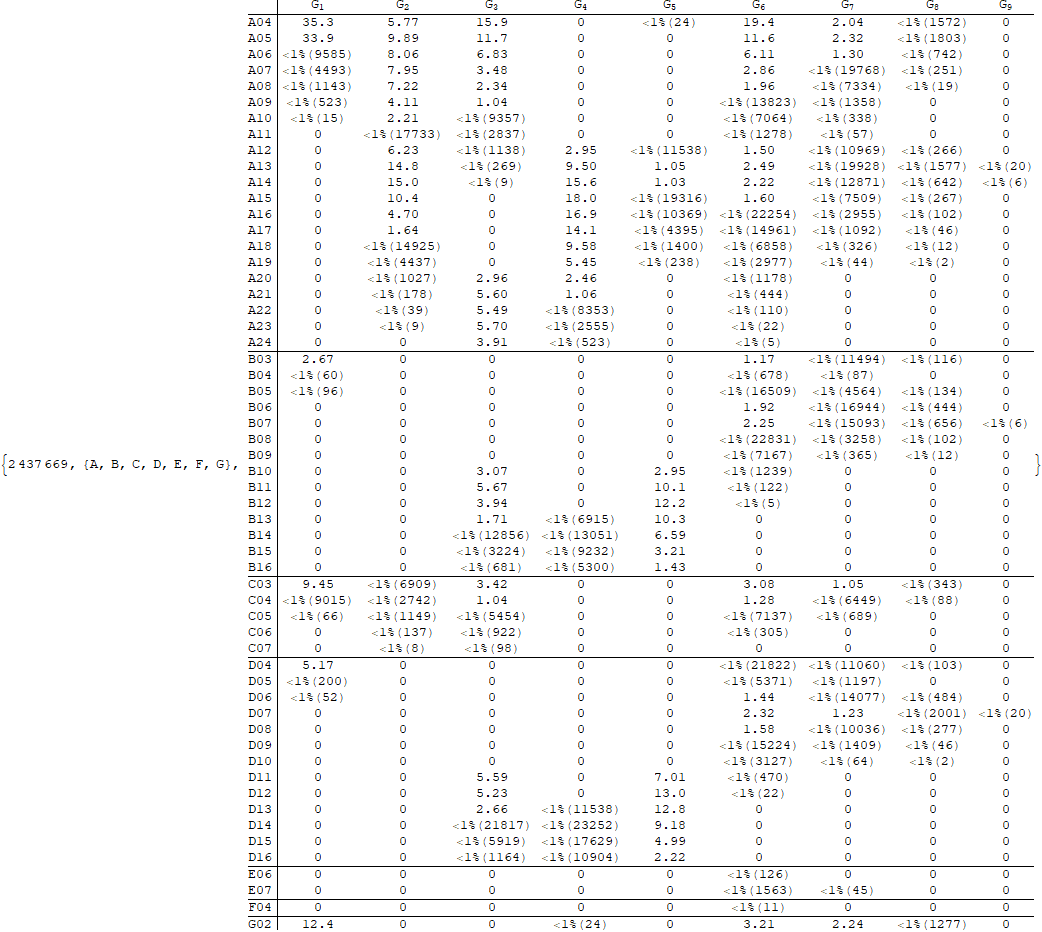 G₁ G₂ G₃ G₄ G₅ G₆ G₇ G₈ G₉
A04 35.3 5.77 15.9 0 <1%(24) 19.4 2.04 <1%(1572) 0
A05 33.9 9.89 11.7 0 0 11.6 2.32 <1%(1803) 0
A06 <1%(9585) 8.06 6.83 0 0 6.11 1.30 <1%(742) 0
A07 <1%(4493) 7.95 3.48 0 0 2.86 <1%(19768) <1%(251) 0
A08 <1%(1143) 7.22 2.34 0 0 1.96 <1%(7334) <1%(19) 0
A09 <1%(523) 4.11 1.04 0 0 <1%(13823) <1%(1358) 0 0
A10 <1%(15) 2.21 <1%(9357) 0 0 <1%(7064) <1%(338) 0 0
A11 0 <1%(17733) <1%(2837) 0 0 <1%(1278) <1%(57) 0 0
A12 0 6.23 <1%(1138) 2.95 <1%(11538) 1.50 <1%(10969) <1%(266) 0
A13 0 14.8 <1%(269) 9.50 1.05 2.49 <1%(19928) <1%(1577) <1%(20)
A14 0 15.0 <1%(9) 15.6 1.03 2.22 <1%(12871) <1%(642) <1%(6)
A15 0 10.4 0 18.0 <1%(19316) 1.60 <1%(7509) <1%(267) 0
A16 0 4.70 0 16.9 <1%(10369) <1%(22254) <1%(2955) <1%(102) 0
A17 0 1.64 0 14.1 <1%(4395) <1%(14961) <1%(1092) <1%(46) 0
A18 0 <1%(14925) 0 9.58 <1%(1400) <1%(6858) <1%(326) <1%(12) 0
A19 0 <1%(4437) 0 5.45 <1%(238) <1%(2977) <1%(44) <1%(2) 0
A20 0 <1%(1027) 2.96 2.46 0 <1%(1178) 0 0 0
A21 0 <1%(178) 5.60 1.06 0 <1%(444) 0 0 0
A22 0 <1%(39) 5.49 <1%(8353) 0 <1%(110) 0 0 0
A23 0 <1%(9) 5.70 <1%(2555) 0 <1%(22) 0 0 0
A24 0 0 3.91 <1%(523) 0 <1%(5) 0 0 0
B03 2.67 0 0 0 0 1.17 <1%(11494) <1%(116) 0
B04 <1%(60) 0 0 0 0 <1%(678) <1%(87) 0 0
B05 <1%(96) 0 0 0 0 <1%(16509) <1%(4564) <1%(134) 0
B06 0 0 0 0 0 1.92 <1%(16944) <1%(444) 0
B07 0 0 0 0 0 2.25 <1%(15093) <1%(656) <1%(6)
B08 0 0 0 0 0 <1%(22831) <1%(3258) <1%(102) 0
{2437669, {A, B, C, D, E, F, G}, B09 0 0 0 0 0 <1%(7167) <1%(365) <1%(12) 0 }
B10 0 0 3.07 0 2.95 <1%(1239) 0 0 0
B11 0 0 5.67 0 10.1 <1%(122) 0 0 0
B12 0 0 3.94 0 12.2 <1%(5) 0 0 0
B13 0 0 1.71 <1%(6915) 10.3 0 0 0 0
B14 0 0 <1%(12856) <1%(13051) 6.59 0 0 0 0
B15 0 0 <1%(3224) <1%(9232) 3.21 0 0 0 0
B16 0 0 <1%(681) <1%(5300) 1.43 0 0 0 0
C03 9.45 <1%(6909) 3.42 0 0 3.08 1.05 <1%(343) 0
C04 <1%(9015) <1%(2742) 1.04 0 0 1.28 <1%(6449) <1%(88) 0
C05 <1%(66) <1%(1149) <1%(5454) 0 0 <1%(7137) <1%(689) 0 0
C06 0 <1%(137) <1%(922) 0 0 <1%(305) 0 0 0
C07 0 <1%(8) <1%(98) 0 0 0 0 0 0
D04 5.17 0 0 0 0 <1%(21822) <1%(11060) <1%(103) 0
D05 <1%(200) 0 0 0 0 <1%(5371) <1%(1197) 0 0
D06 <1%(52) 0 0 0 0 1.44 <1%(14077) <1%(484) 0
D07 0 0 0 0 0 2.32 1.23 <1%(2001) <1%(20)
D08 0 0 0 0 0 1.58 <1%(10036) <1%(277) 0
D09 0 0 0 0 0 <1%(15224) <1%(1409) <1%(46) 0
D10 0 0 0 0 0 <1%(3127) <1%(64) <1%(2) 0
D11 0 0 5.59 0 7.01 <1%(470) 0 0 0
D12 0 0 5.23 0 13.0 <1%(22) 0 0 0
D13 0 0 2.66 <1%(11538) 12.8 0 0 0 0
D14 0 0 <1%(21817) <1%(23252) 9.18 0 0 0 0
D15 0 0 <1%(5919) <1%(17629) 4.99 0 0 0 0
D16 0 0 <1%(1164) <1%(10904) 2.22 0 0 0 0
E06 0 0 0 0 0 <1%(126) 0 0 0
E07 0 0 0 0 0 <1%(1563) <1%(45) 0 0
F04 0 0 0 0 0 <1%(11) 0 0 0
G02 12.4 0 0 <1%(24) 0 3.21 2.24 <1%(1277) 0